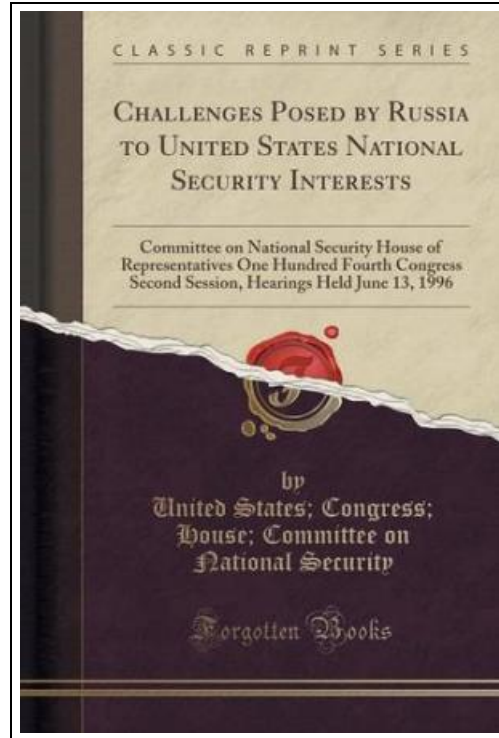 CLASSIC REPRINT SERIES
CHALLENGES POSED BY RUSSIA
TO UNITED STATES NATIONAL
SECURITY INTERESTS
Committee on National Security House of
Representatives One Hundred Fourth Congress
Second Session, Hearings Held June 13, 1996
by
United States; Congress;
House; Committee on
National Security
Forgotten Books